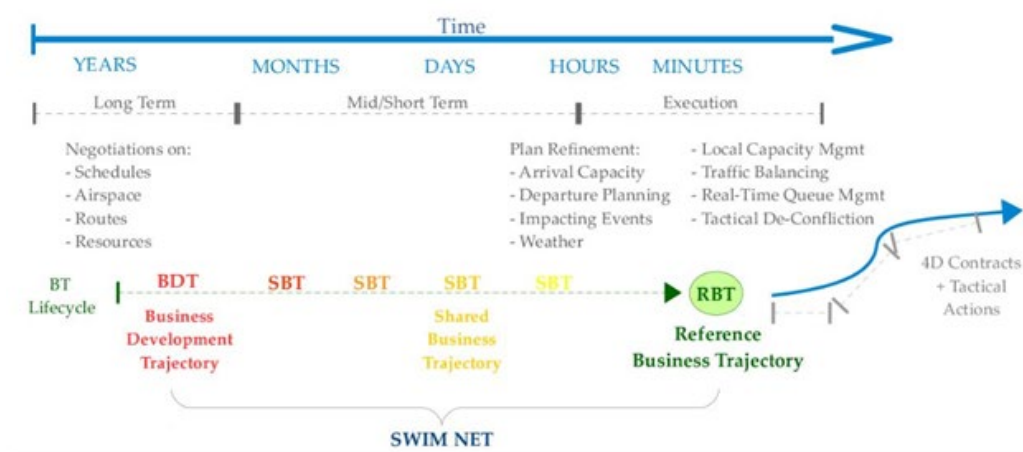 Time
YEARS MONTHS DAYS HOURS MINUTES
Long Term Mid/Short Term Execution
Negotiations on:
- Schedules
- Airspace
- Routes
- Resources
Plan Refinement:
- Arrival Capacity
- Departure Planning
- Impacting Events
- Weather
- Local Capacity Mgmt
- Traffic Balancing
- Real-Time Queue Mgmt
- Tactical De-Confliction
BT
Lifecycle
BDT SBT SBT SBT SBT RBT
Business
Development
Trajectory
Shared
Business
Trajectory
Reference
Business Trajectory
4D Contracts
+ Tactical
Actions
SWIM NET